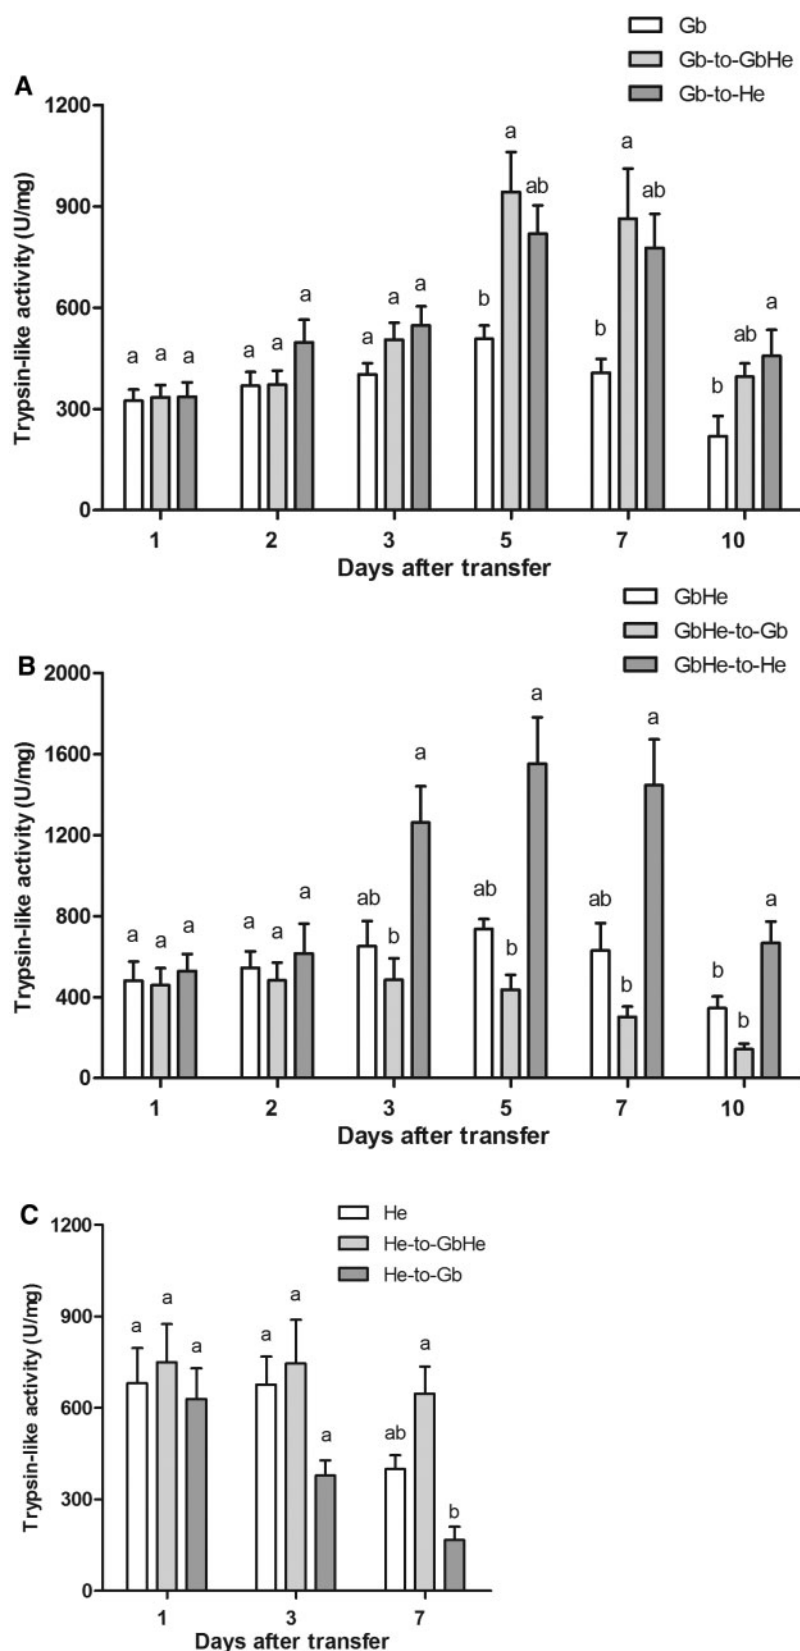 Gb
Gb-to-GbHe
Gb-to-He
A
1200
900
600
300
0
Trypsin-like activity (U/mg)
a a a
a a a
a a a
b a ab
b a ab
b ab a
1 2 3 5 7 10
Days after transfer
GbHe
GbHe-to-Gb
GbHe-to-He
B
2000
1600
1200
800
400
0
Trypsin-like activity (U/mg)
a a a
a a a
ab b a
ab b a
ab b a
b b a
1 2 3 5 7 10
Days after transfer
C
He
He-to-GbHe
He-to-Gb
1200
900
600
300
0
Trypsin-like activity (U/mg)
a a a
a a a
ab a b
1 3 7
Days after transfer